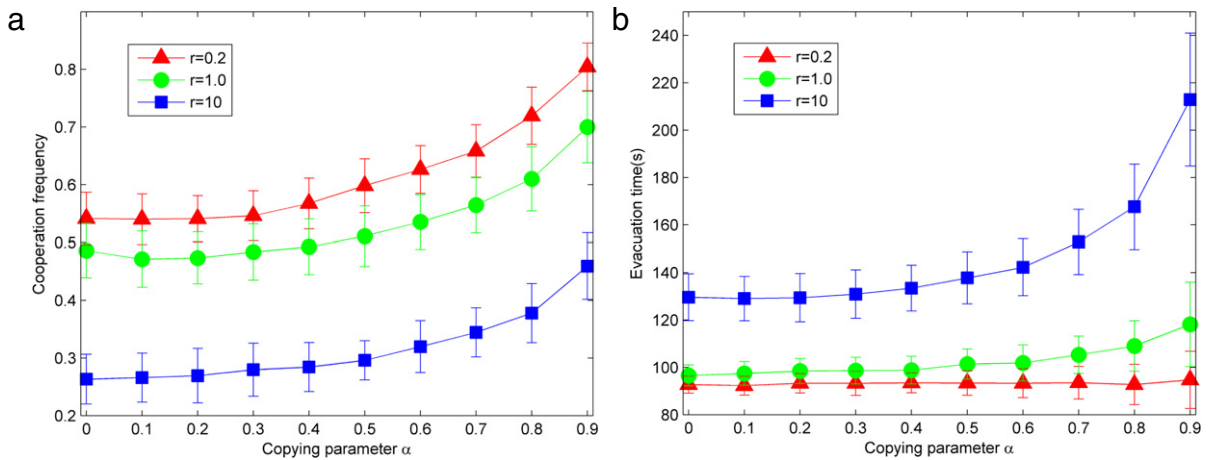 a
r=0.2
r=1.0
r=10
Cooperation frequency
0.8
0.7
0.6
0.5
0.4
0.3
0.2
0 0.1 0.2 0.3 0.4 0.5 0.6 0.7 0.8 0.9
Copying parameter α
b
r=0.2
r=1.0
r=10
Evacuation time(s)
240
220
200
180
160
140
120
100
80
0 0.1 0.2 0.3 0.4 0.5 0.6 0.7 0.8 0.9
Copying parameter α